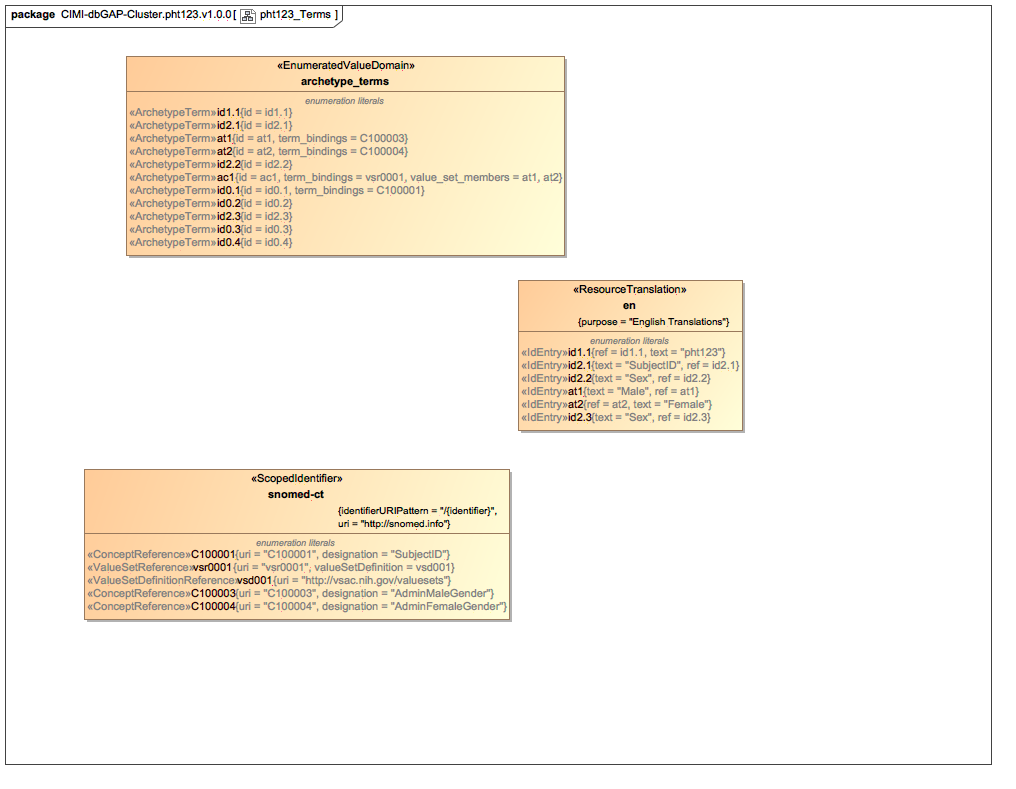 package CIMI-dbGAP-Cluster.pht123.v1.0.0[ pht123_Terms ]
«EnumeratedValueDomain»
archetype_terms
enumeration literals
«ArchetypeTerm»id1.1{id = id1.1}
«ArchetypeTerm»id2.1{id = id2.1}
«ArchetypeTerm»at1{id = at1, term_bindings = C100003}
«ArchetypeTerm»at2{id = at2, term_bindings = C100004}
«ArchetypeTerm»id2.2{id = id2.2}
«ArchetypeTerm»ac1{id = ac1, term_bindings = vsr0001, value_set_members = at1, at2}
«ArchetypeTerm»id0.1{id = id0.1, term_bindings = C100001}
«ArchetypeTerm»id0.2{id = id0.2}
«ArchetypeTerm»id2.3{id = id2.3}
«ArchetypeTerm»id0.3{id = id0.3}
«ArchetypeTerm»id0.4{id = id0.4}
«ResourceTranslation»
en
{purpose = "English Translations"}
enumeration literals
«IdEntry»id1.1{ref = id1.1, text = "pht123"}
«IdEntry»id2.1{text = "SubjectID", ref = id2.1}
«IdEntry»id2.2{text = "Sex", ref = id2.2}
«IdEntry»at1{text = "Male", ref = at1}
«IdEntry»at2{ref = at2, text = "Female"}
«IdEntry»id2.3{text = "Sex", ref = id2.3}
«ScopedIdentifier»
snomed-ct
{identifierURIPattern = "/{identifier}",
uri = "http://snomed.info"}
enumeration literals
«ConceptReference»C100001{uri = "C100001", designation = "SubjectID"}
«ValueSetReference»vsr0001{uri = "vsr0001", valueSetDefinition = vsd001}
«ValueSetDefinitionReference»vsd001{uri = "http://vsac.nih.gov/valuesets"}
«ConceptReference»C100003{uri = "C100003", designation = "AdminMaleGender"}
«ConceptReference»C100004{uri = "C100004", designation = "AdminFemaleGender"}